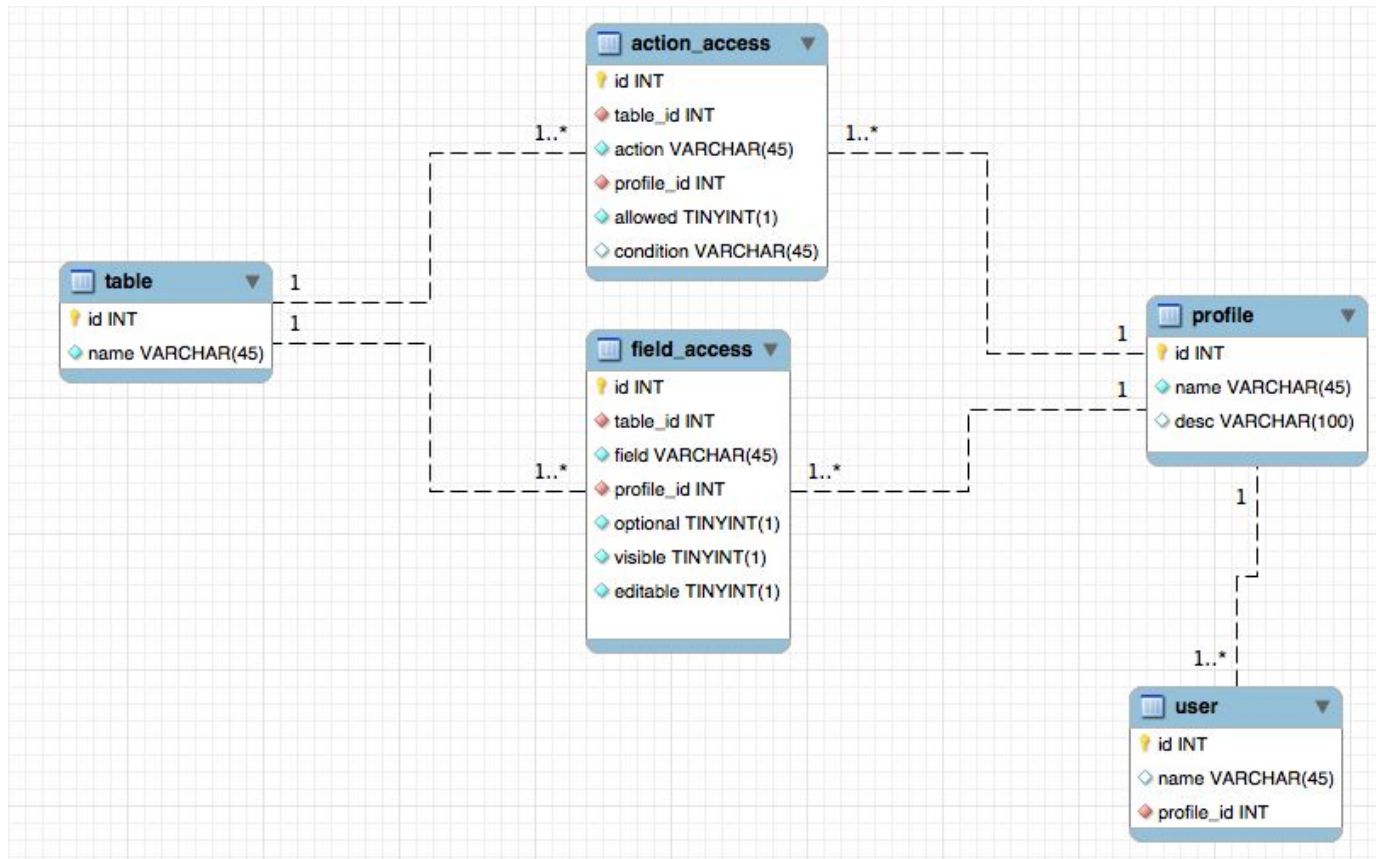 action_access
id INT
table_id INT
action VARCHAR(45)
profile_id INT
allowed TINYINT(1)
condition VARCHAR(45)
1..*
1..*
table
id INT
name VARCHAR(45)
1
1
field_access
id INT
table_id INT
field VARCHAR(45)
profile_id INT
optional TINYINT(1)
visible TINYINT(1)
editable TINYINT(1)
1..*
1..*
profile
id INT
name VARCHAR(45)
desc VARCHAR(100)
1
1
1
1..*
user
id INT
name VARCHAR(45)
profile_id INT